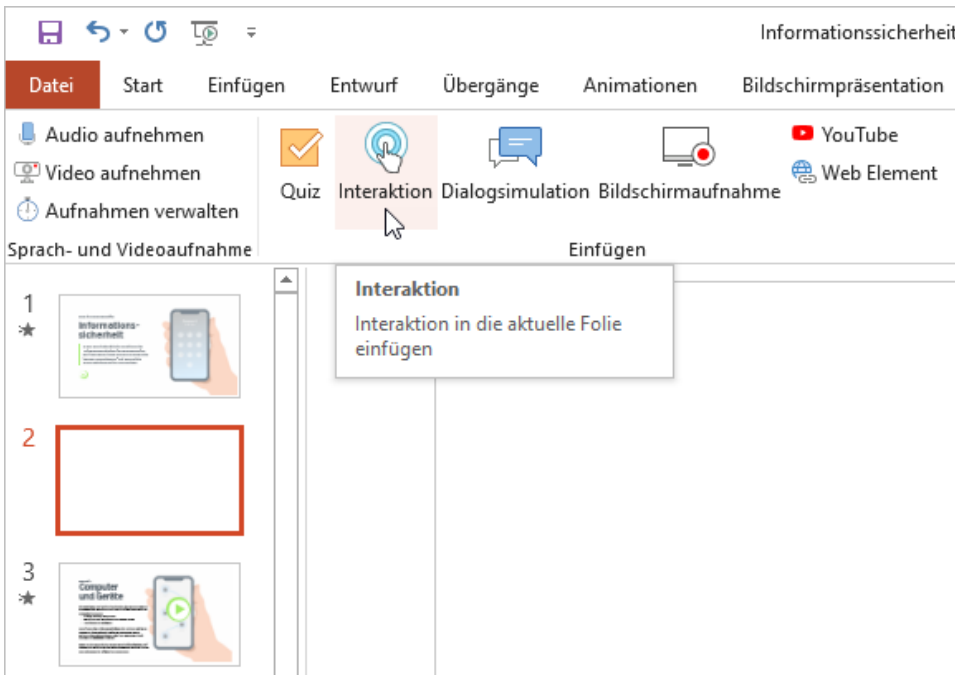 Informationssicherheit
Datei Start Einfügen Entwurf Übergänge Animationen Bildschirmpräsentation
Audio aufnehmen
Video aufnehmen
Aufnahmen verwalten
Sprach- und Videoaufnahme
Quiz Interaktion Dialogsimulation Bildschirmaufnahme
YouTube
Web Element
Einfügen
Interaktion
Interaktion in die aktuelle Folie
einfügen
1
Informations-
sicherheit
2
3
Computer
und Geräte